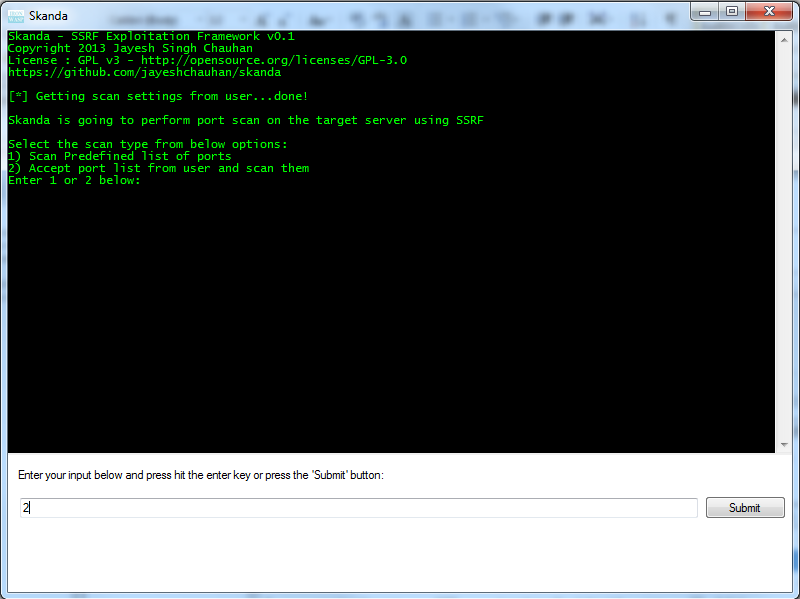 Skanda
Skanda - SSRF Exploitation Framework v0.1
Copyright 2013 Jayesh Singh Chauhan
License : GPL v3 - http://opensource.org/licenses/GPL-3.0
https://github.com/jayeshchauhan/skanda
[*] Getting scan settings from user...done!
Skanda is going to perform port scan on the target server using SSRF
Select the scan type from below options:
1) Scan Predefined list of ports
2) Accept port list from user and scan them
Enter 1 or 2 below:
Enter your input below and press hit the enter key or press the 'Submit' button:
2
Submit